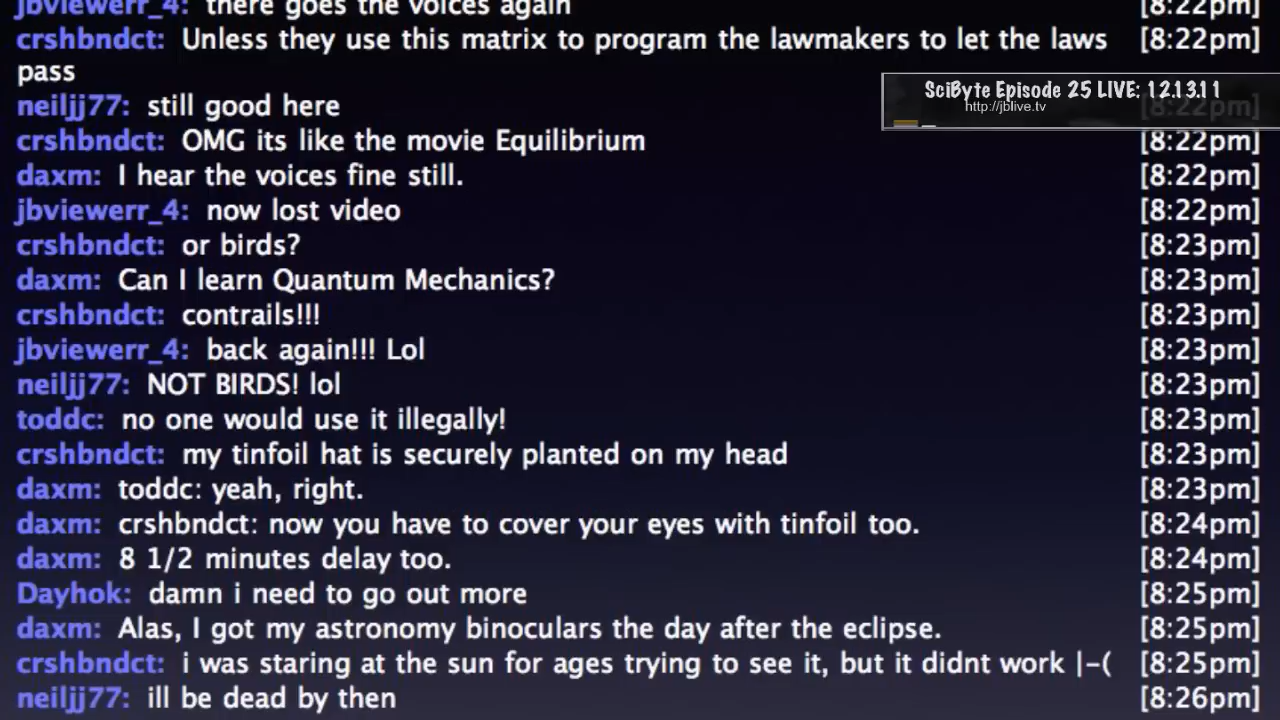 jbviewerr_4: there goes the voices again [8:22pm]
crshbndct: Unless they use this matrix to program the lawmakers to let the laws [8:22pm]
pass
SciByte Episode 25 LIVE: 12.13.11
http://jblive.tv
neiljj77: still good here [8:22pm]
crshbndct: OMG its like the movie Equilibrium [8:22pm]
daxm: I hear the voices fine still. [8:22pm]
jbviewerr_4: now lost video [8:22pm]
crshbndct: or birds? [8:23pm]
daxm: Can I learn Quantum Mechanics? [8:23pm]
crshbndct: contrails!!! [8:23pm]
jbviewerr_4: back again!!! Lol [8:23pm]
neiljj77: NOT BIRDS! lol [8:23pm]
toddc: no one would use it illegally! [8:23pm]
crshbndct: my tinfoil hat is securely planted on my head [8:23pm]
daxm: toddc: yeah, right. [8:23pm]
daxm: crshbndct: now you have to cover your eyes with tinfoil too. [8:24pm]
daxm: 8 1/2 minutes delay too. [8:24pm]
Dayhok: damn i need to go out more [8:25pm]
daxm: Alas, I got my astronomy binoculars the day after the eclipse. [8:25pm]
crshbndct: i was staring at the sun for ages trying to see it, but it didnt work |-( [8:25pm]
neiljj77: ill be dead by then [8:26pm]